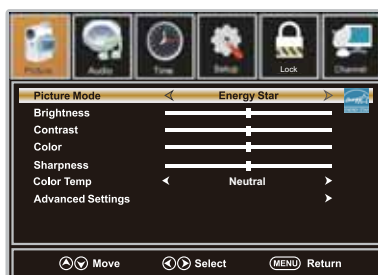 Picture Audio Time Setup Lock Channel
Picture Mode Energy Star
Brightness
Contrast
Color
Sharpness
Color Temp Neutral
Advanced Settings
Move Select MENU Return